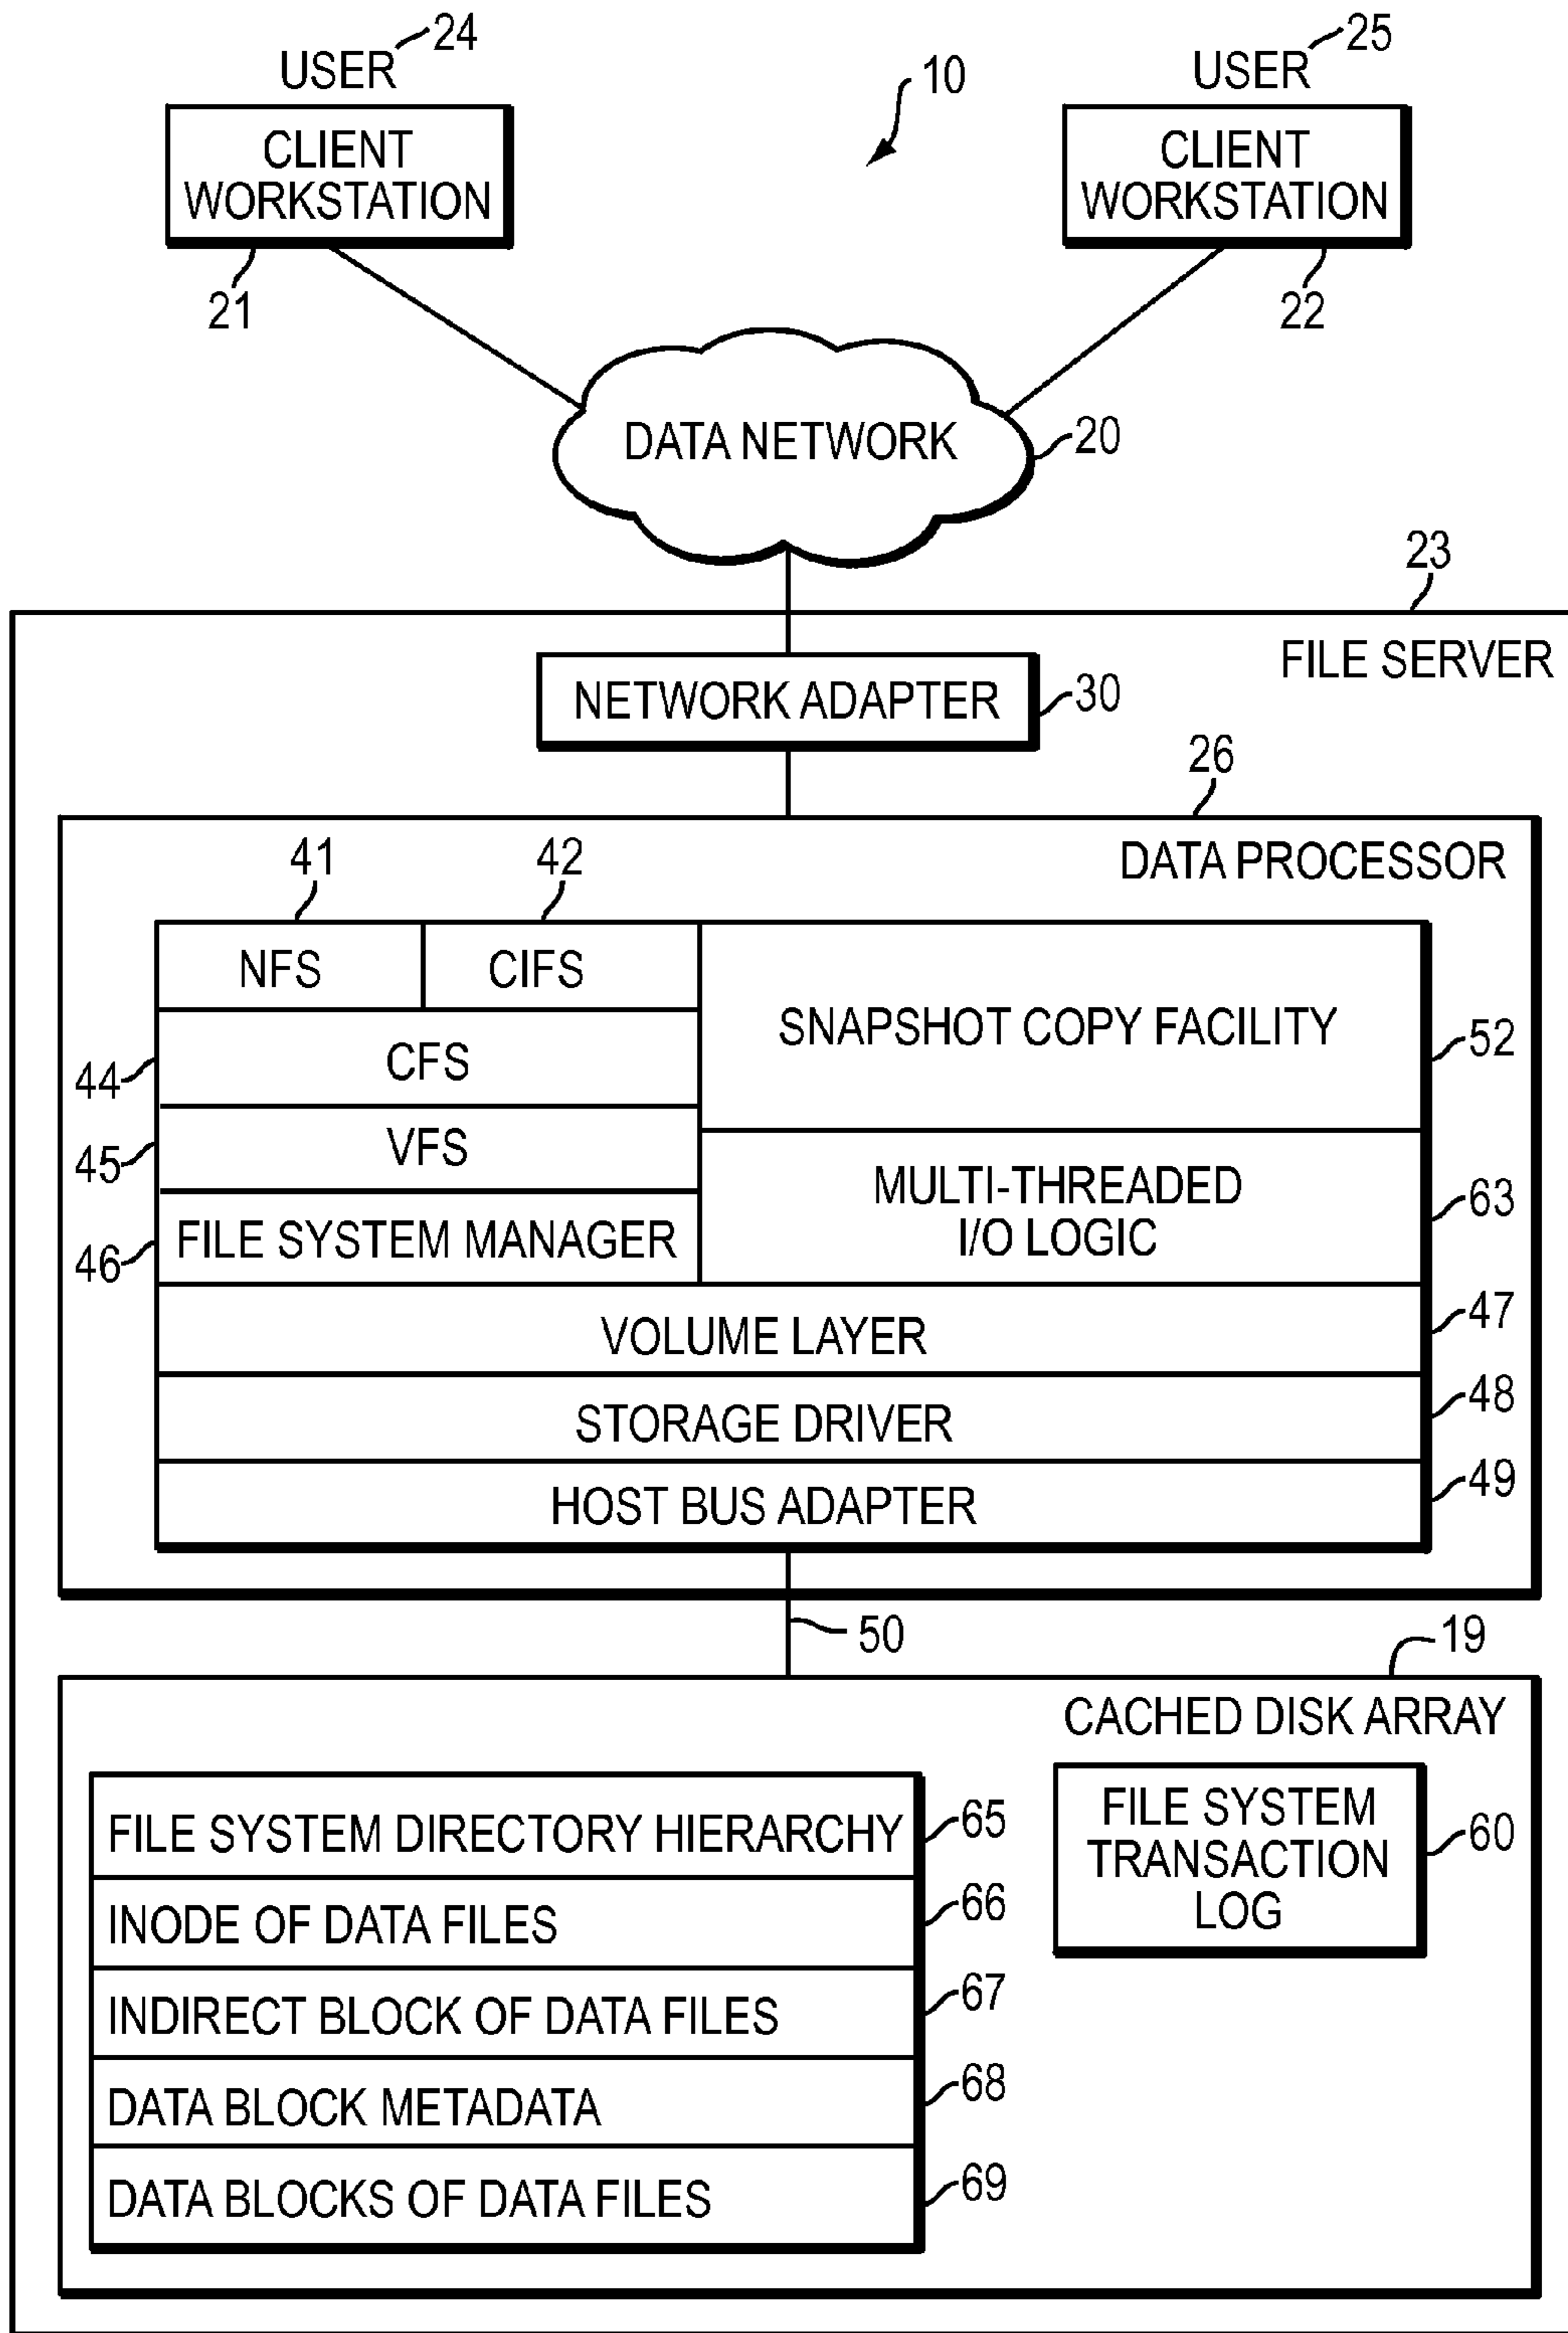 24
25
USER
USER
10
CLIENT
WORKSTATION
CLIENT
WORKSTATION
21
22
DATA NETWORK
20
23
FILE SERVER
NETWORK ADAPTER
30
26
DATA PROCESSOR
41
42
NFS
CIFS
SNAPSHOT COPY FACILITY
52
44
CFS
45
VFS
MULTI-THREADED
I/O LOGIC
63
46
FILE SYSTEM MANAGER
VOLUME LAYER
47
STORAGE DRIVER
48
HOST BUS ADAPTER
49
50
19
CACHED DISK ARRAY
FILE SYSTEM DIRECTORY HIERARCHY
65
INODE OF DATA FILES
66
INDIRECT BLOCK OF DATA FILES
67
DATA BLOCK METADATA
68
DATA BLOCKS OF DATA FILES
69
FILE SYSTEM
TRANSACTION
LOG
60